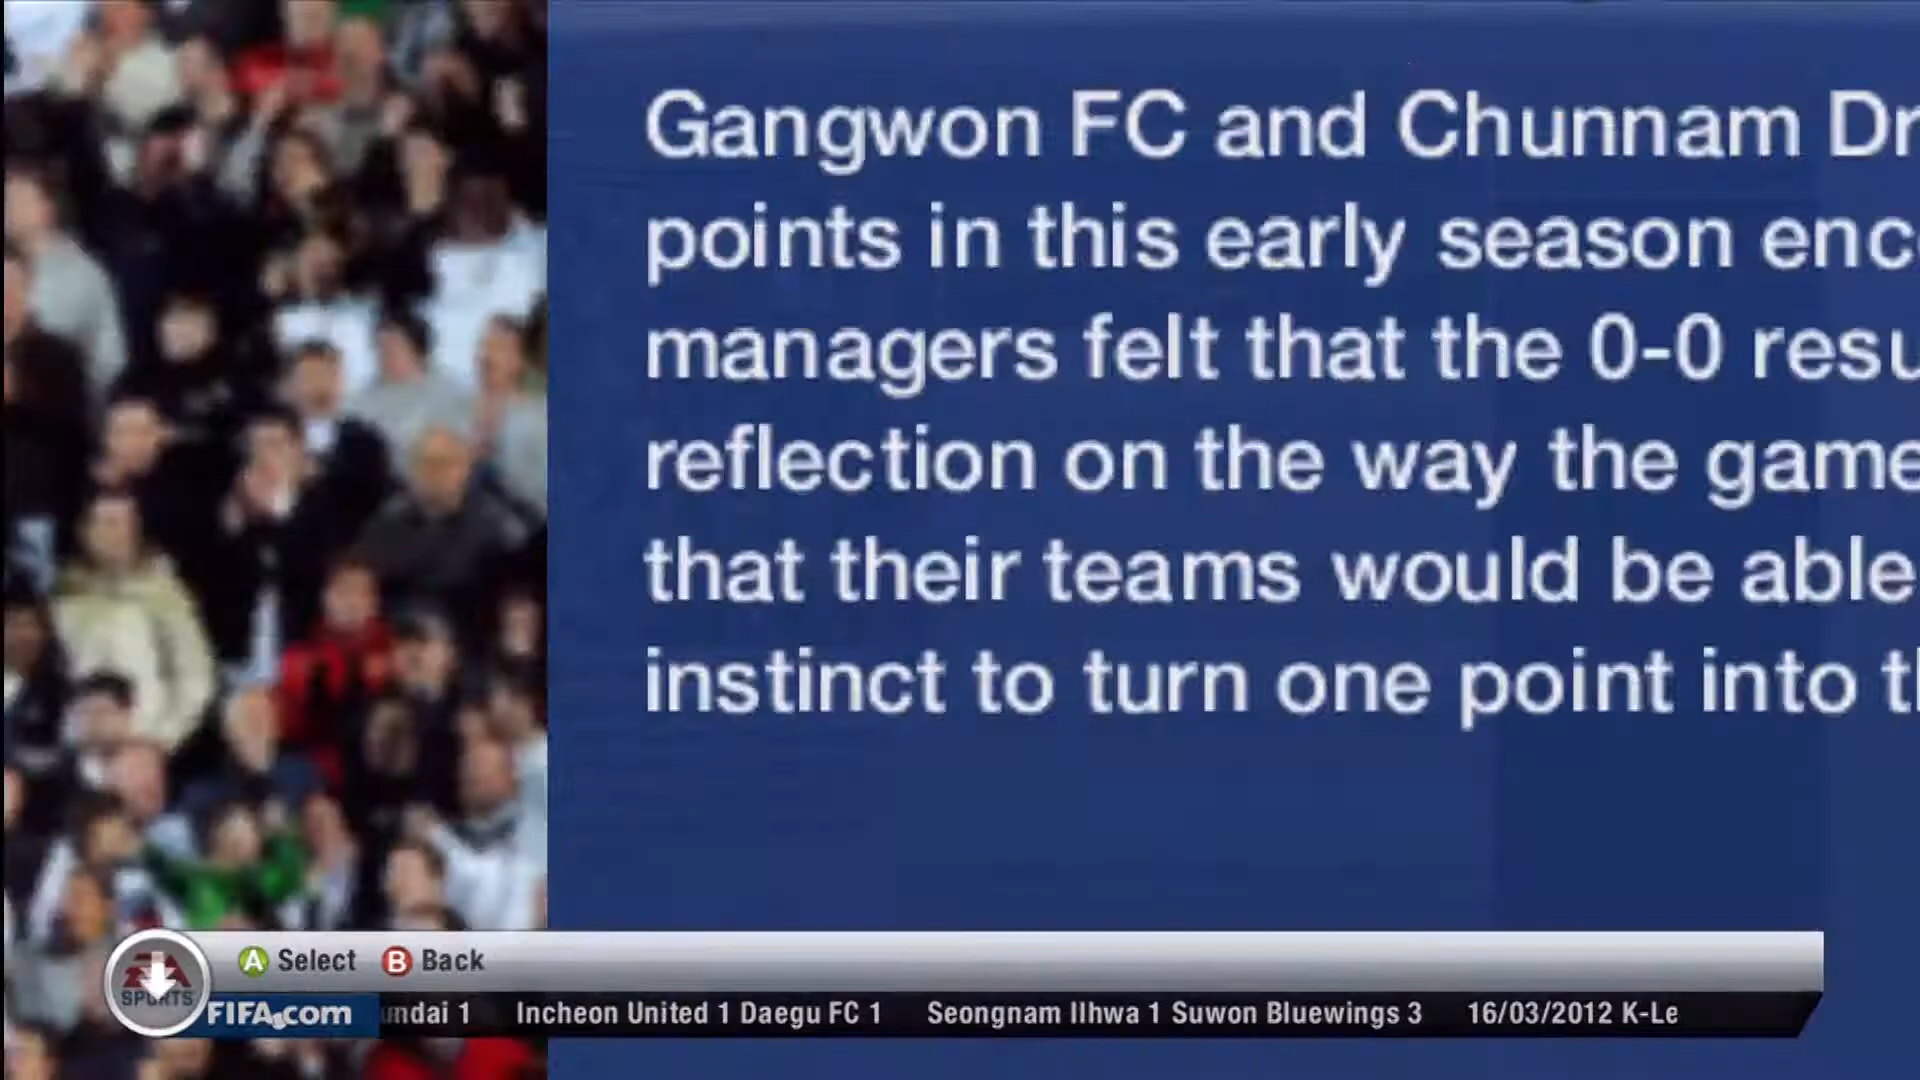 Gangwon FC and Chunnam Dr
points in this early season enc
managers felt that the 0-0 resu
reflection on the way the game
that their teams would be able
instinct to turn one point into th
A Select B Back
EA SPORTS
FIFA.com undai 1 Incheon United 1 Daegu FC 1 Seongnam Ilhwa 1 Suwon Bluewings 3 16/03/2012 K-Le